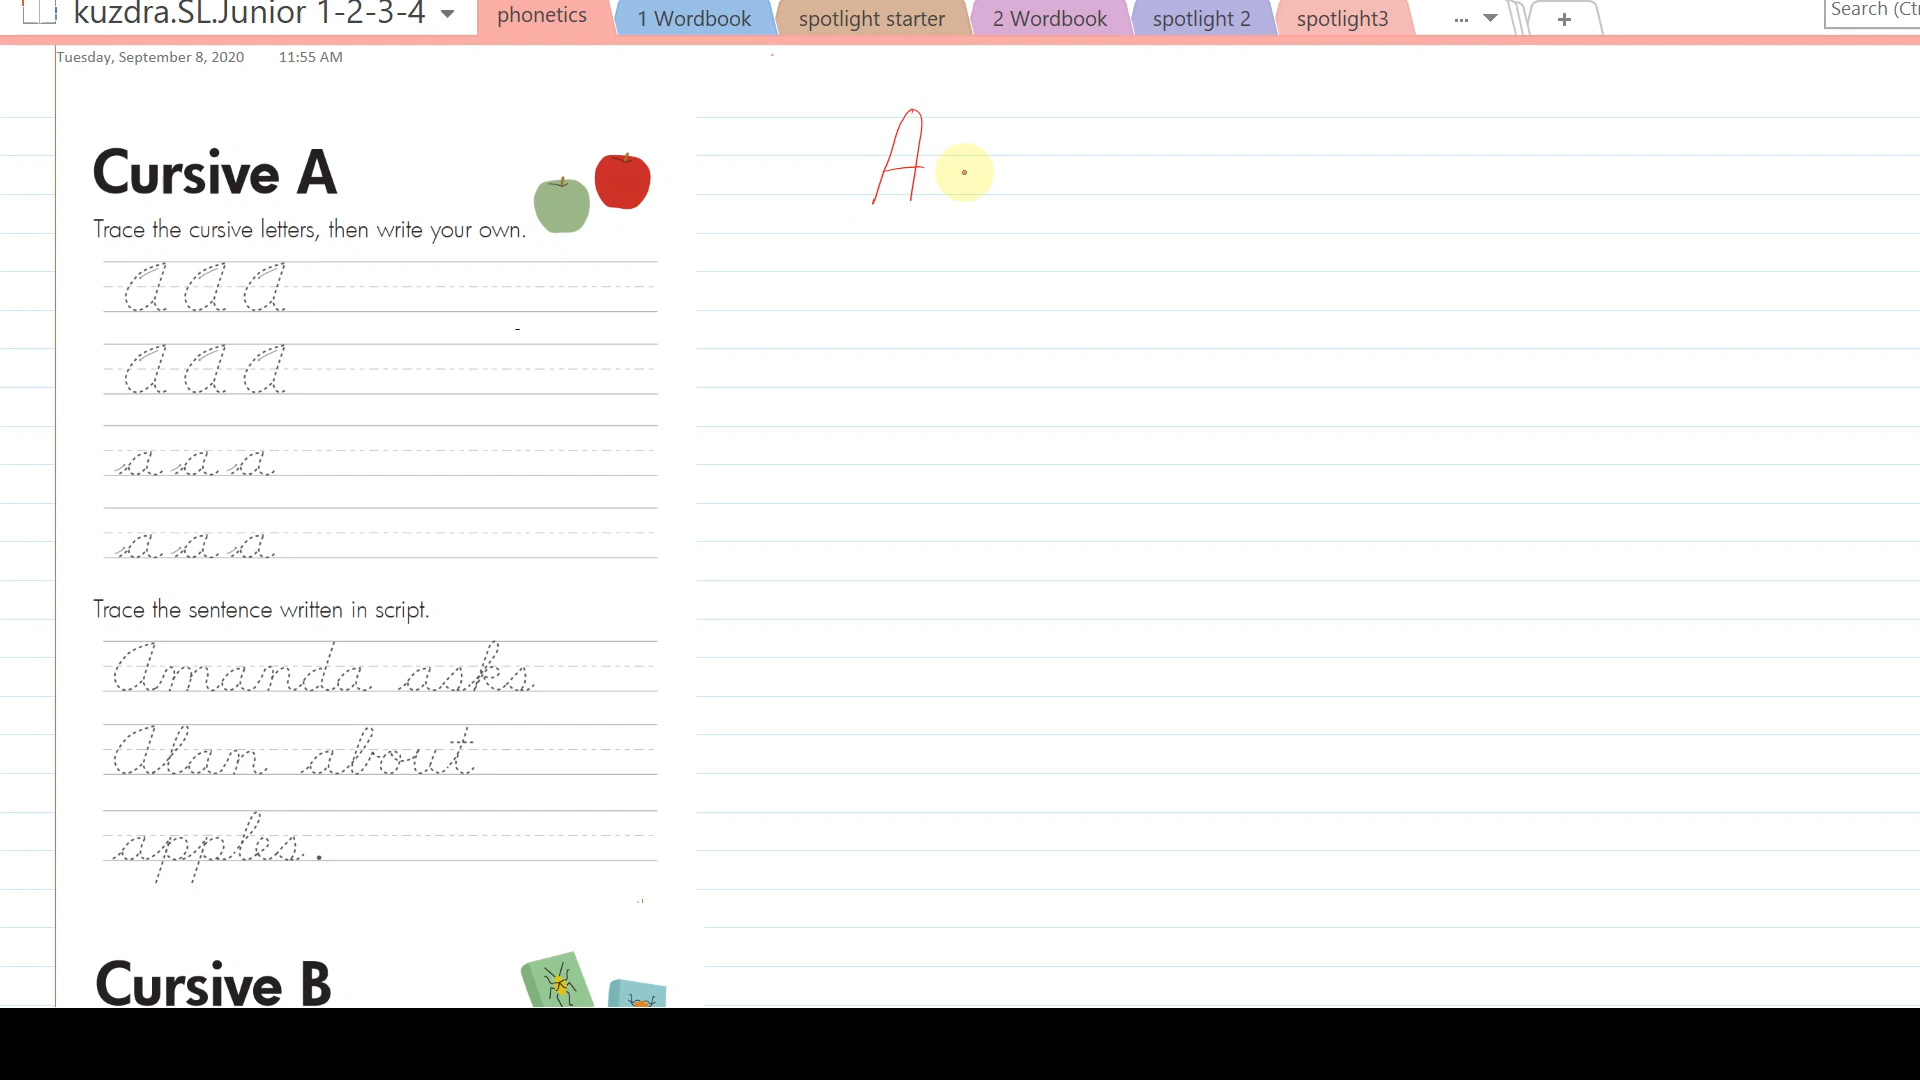 kuzdra.SL.Junior 1-2-3-4 phonetics 1 Wordbook spotlight starter 2 Wordbook spotlight 2 spotlight3 ... + Search (Ct
Tuesday, September 8, 2020 11:55 AM
A
Cursive A
Trace the cursive letters, then write your own.
A A A
A A A
a a a
a a a
Trace the sentence written in script.
Amanda asks
Alan about
apples.
Cursive B